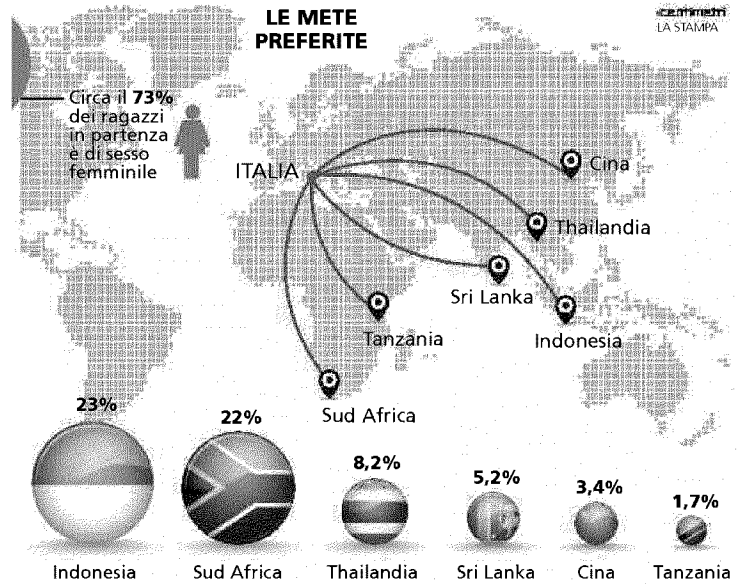 LE METE
PREFERITE
centimetri
LA STAMPA
Circa il 73%
dei ragazzi
in partenza
è di sesso
femminile
ITALIA
Cina
Thailandia
Sri Lanka
Indonesia
Tanzania
Sud Africa
23%
22%
8,2%
5,2%
3,4%
1,7%
Indonesia
Sud Africa
Thailandia
Sri Lanka
Cina
Tanzania